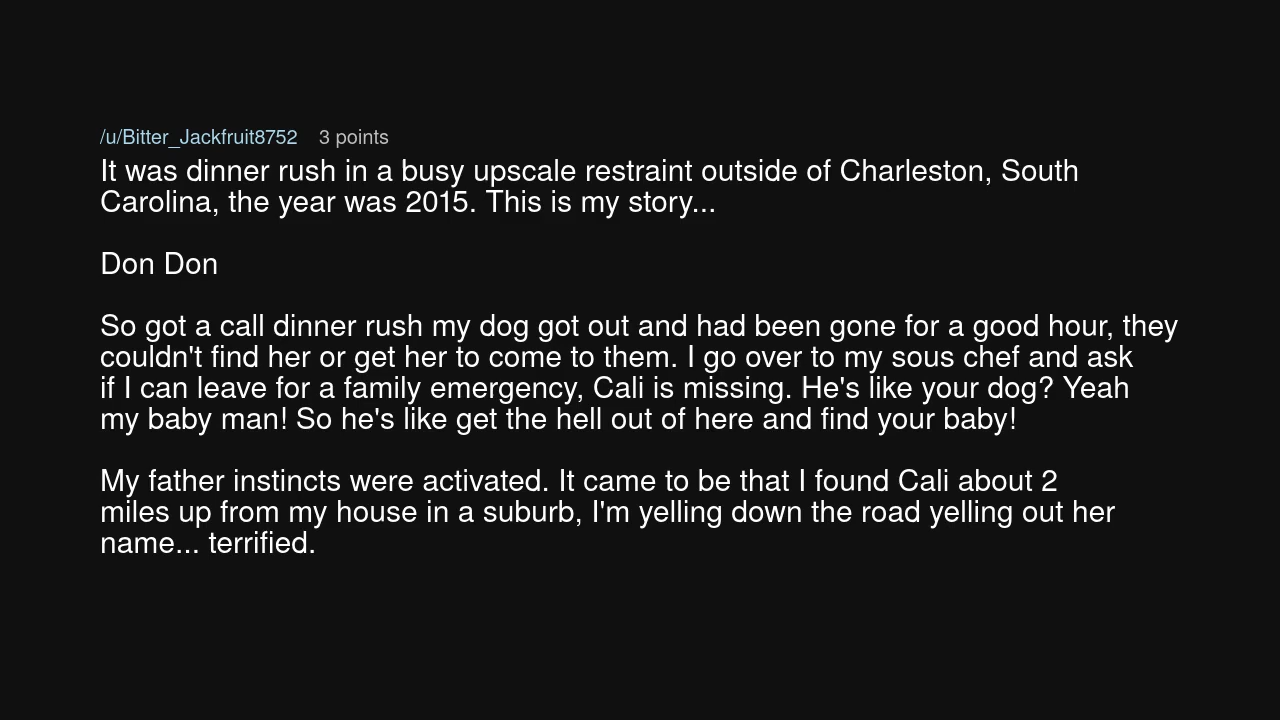 /u/Bitter_Jackfruit8752 3 points
It was dinner rush in a busy upscale restraint outside of Charleston, South
Carolina, the year was 2015. This is my story...
Don Don
So got a call dinner rush my dog got out and had been gone for a good hour, they
couldn't find her or get her to come to them. I go over to my sous chef and ask
if I can leave for a family emergency, Cali is missing. He's like your dog? Yeah
my baby man! So he's like get the hell out of here and find your baby!
My father instincts were activated. It came to be that I found Cali about 2
miles up from my house in a suburb, I'm yelling down the road yelling out her
name... terrified.